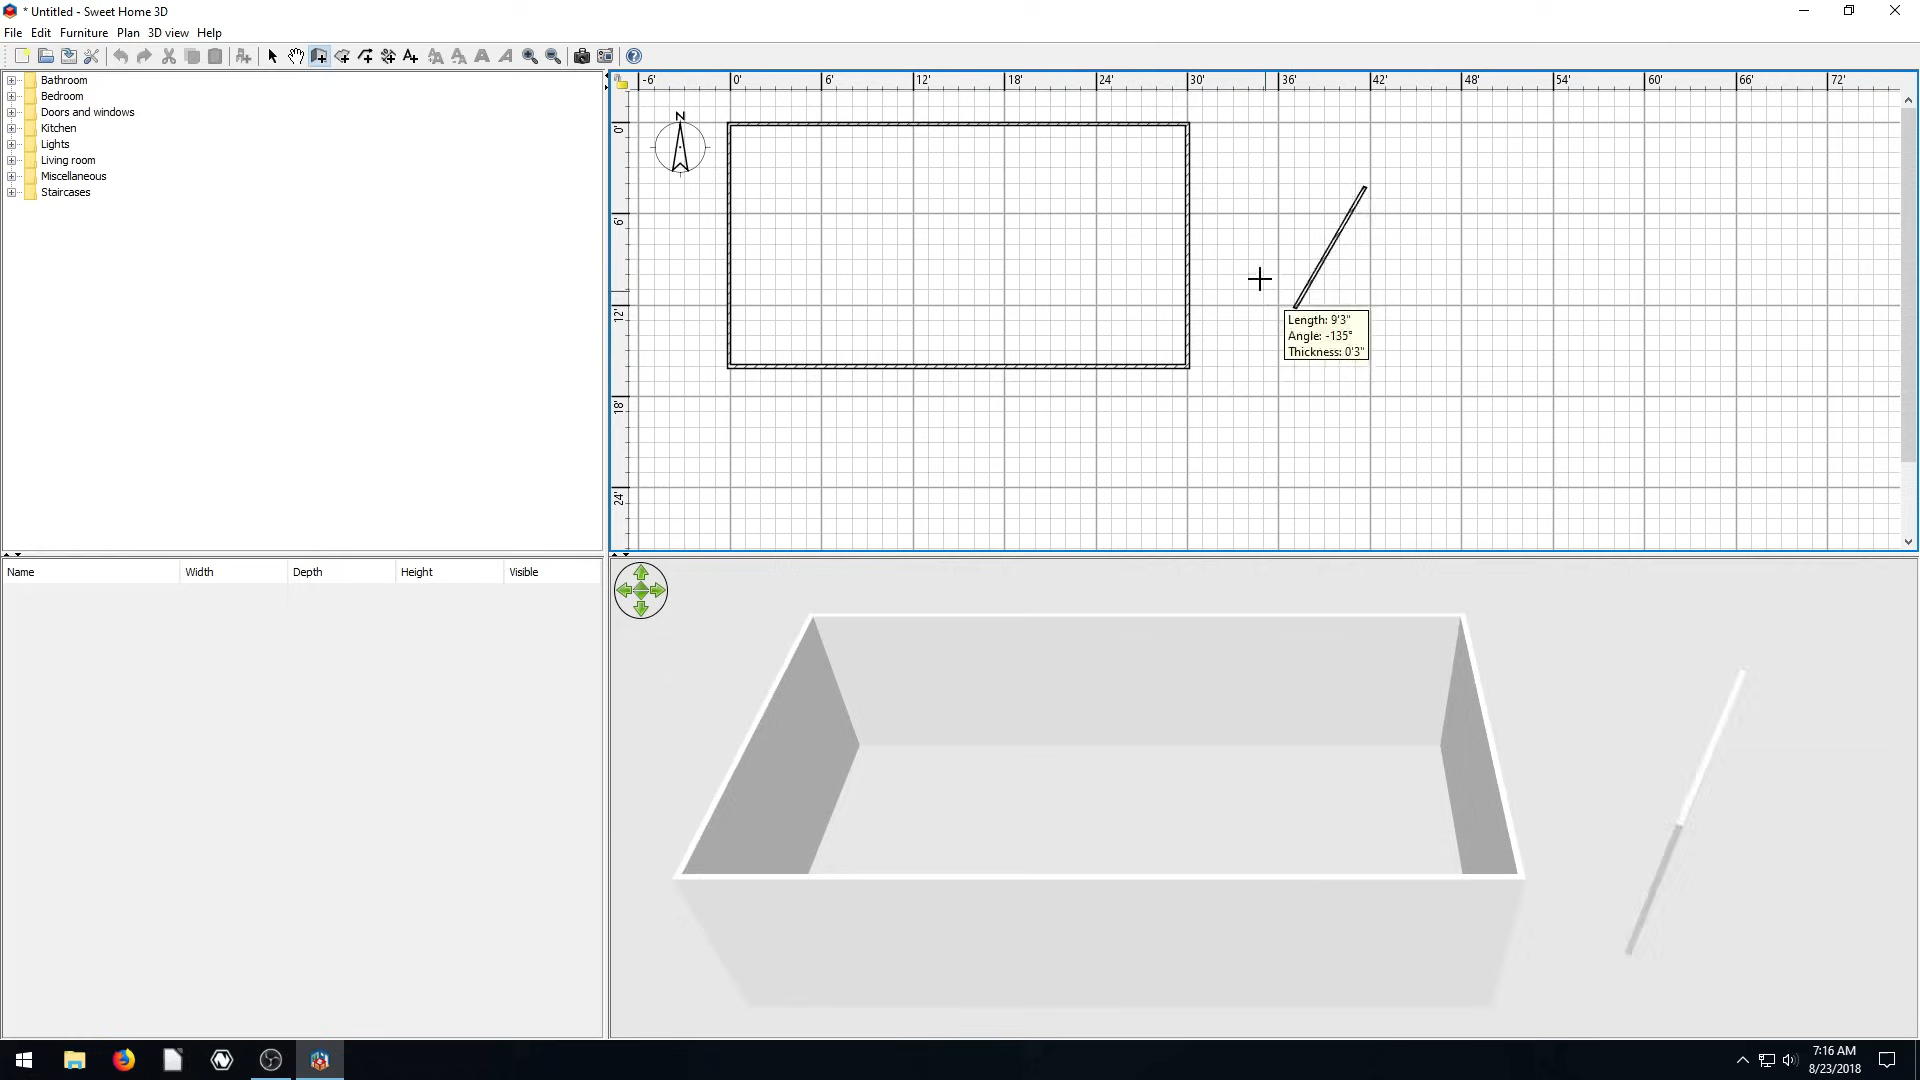 * Untitled - Sweet Home 3D
File Edit Furniture Plan 3D view Help
Bathroom
Bedroom
Doors and windows
Kitchen
Lights
Living room
Miscellaneous
Staircases
Name Width Depth Height Visible
-6' 0' 6' 12' 18' 24' 30' 36' 42' 48' 54' 60' 66' 72'
0'
6'
12'
18'
24'
N
Length: 9'3"
Angle: -135°
Thickness: 0'3"
7:16 AM
8/23/2018